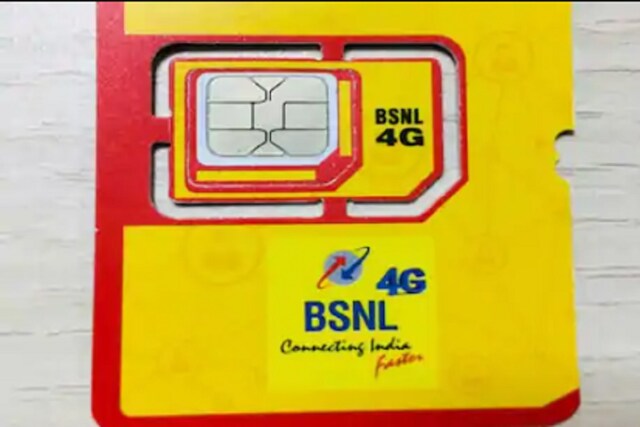 BSNL
4G
4G
BSNL
Connecting India
Faster